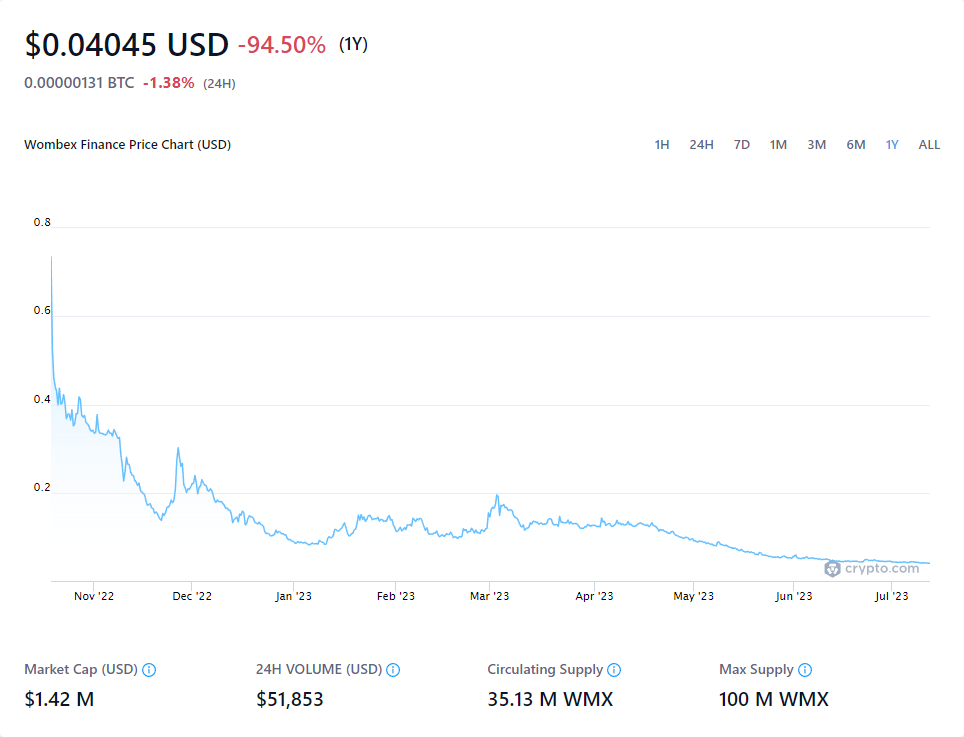 $0.04045 USD -94.50% (1Y)
0.00000131 BTC -1.38% (24H)
Wombex Finance Price Chart (USD) 1H 24H 7D 1M 3M 6M 1Y ALL
0.8
0.6
0.4
0.2
crypto.com
Nov '22 Dec '22 Jan '23 Feb '23 Mar '23 Apr '23 May '23 Jun '23 Jul '23
Market Cap (USD) 24H VOLUME (USD) Circulating Supply Max Supply
$1.42 M $51,853 35.13 M WMX 100 M WMX